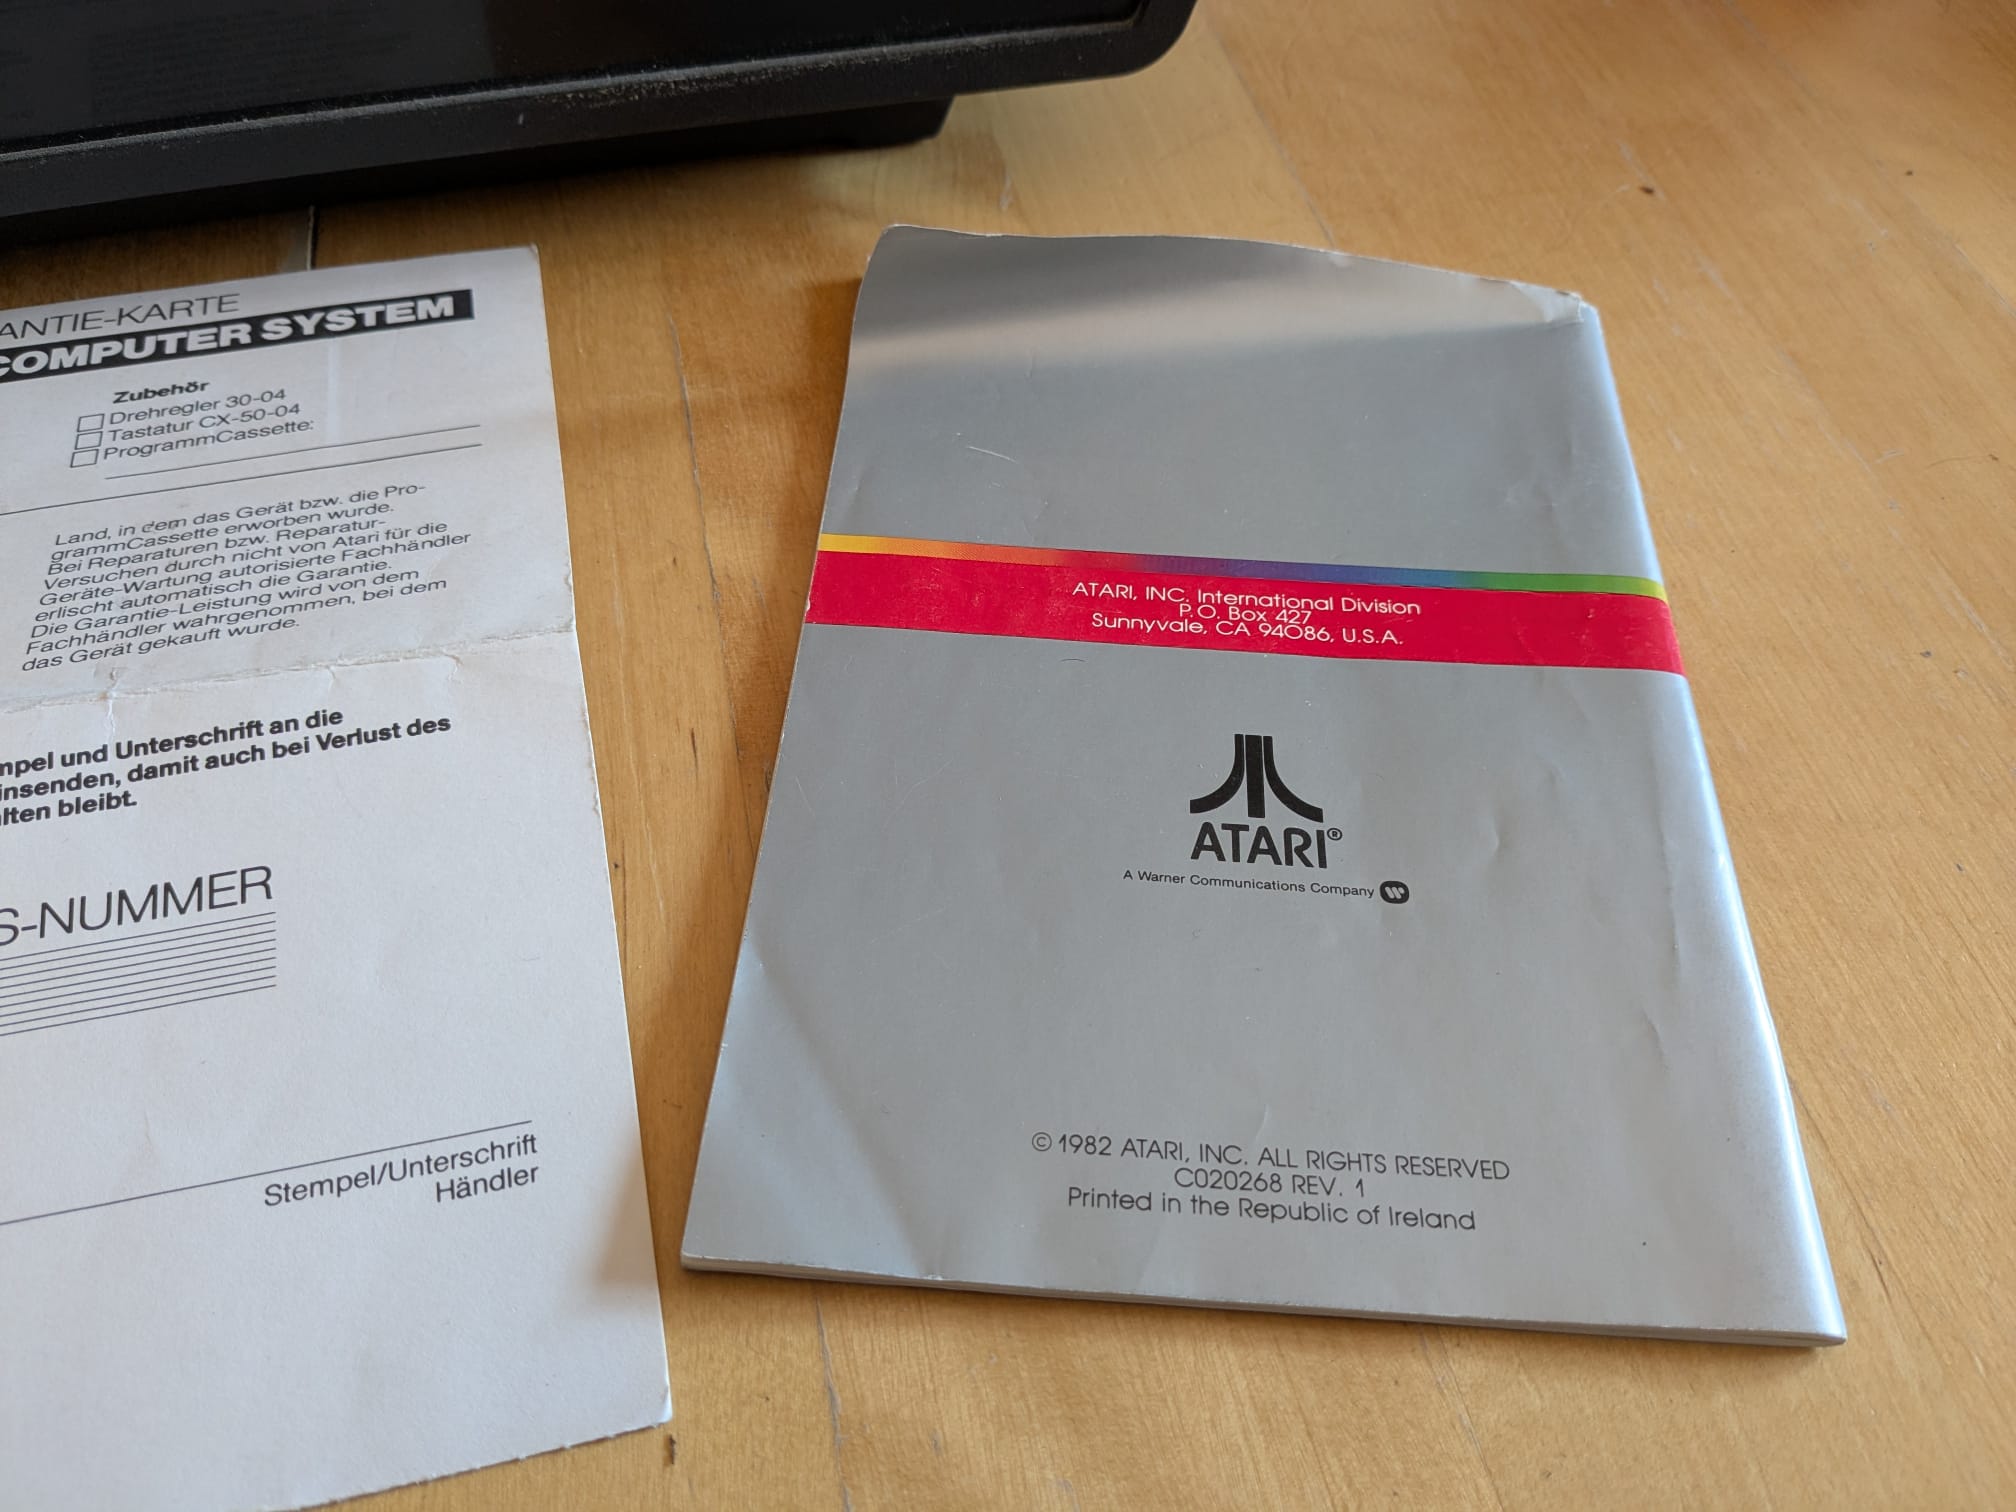 ANTIE-KARTE
COMPUTER SYSTEM
Zubehör
Drehregler 30-04
Tastatur CX-50-04
ProgrammCassette:
Land, in dem das Gerät bzw. die Pro-
grammCassette erworben wurde.
Bei Reparaturen bzw. Reparatur-
Versuchen durch nicht von Atari für die
Geräte-Wartung autorisierte Fachhändler
erlischt automatisch die Garantie.
Die Garantie-Leistung wird von dem
Fachhändler wahrgenommen, bei dem
das Gerät gekauft wurde.
mpel und Unterschrift an die
insenden, damit auch bei Verlust des
lten bleibt.
S-NUMMER
Stempel/Unterschrift
Händler
ATARI, INC. International Division
P.O. Box 427
Sunnyvale, CA 94086, U.S.A.
ATARI®
A Warner Communications Company
© 1982 ATARI, INC. ALL RIGHTS RESERVED
C020268 REV. 1
Printed in the Republic of Ireland